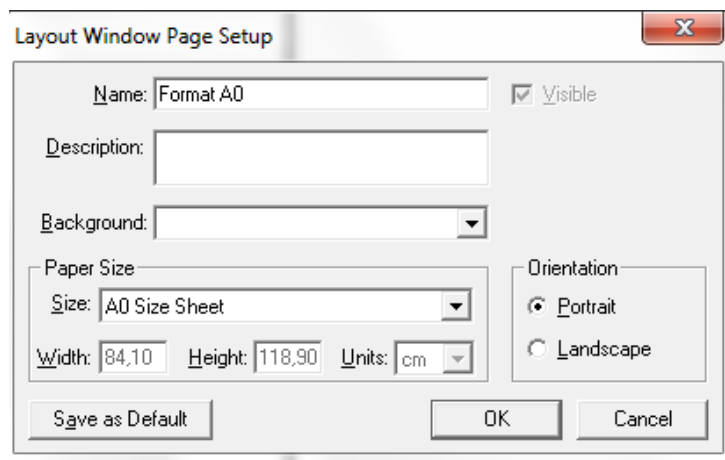 Layout Window Page Setup
Name: Format A0 Visible
Description:
Background:
Paper Size Orientation
Size: A0 Size Sheet Portrait
Width: 84,10 Height: 118,90 Units: cm Landscape
Save as Default OK Cancel